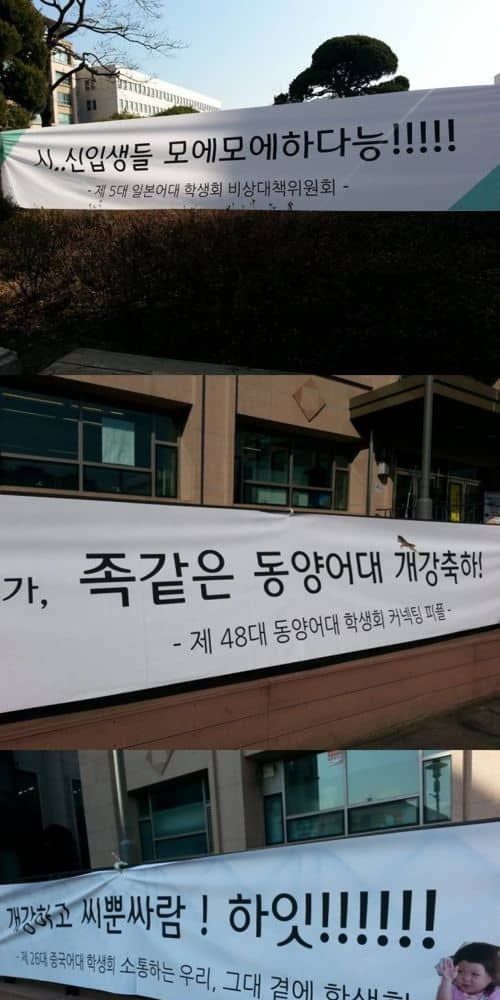 시..신입생들 모에모에하다능!!!!!
- 제 5대 일본어대 학생회 비상대책위원회 -
가, 족같은 동양어대 개강축하!
- 제 48대 동양어대 학생회 커넥팅 피플-
개강하고 씨뿐싸람 ! 하잇!!!!!!!
- 제 26대 중국어대 학생회 소통하는 우리, 그대 곁에 학생회!